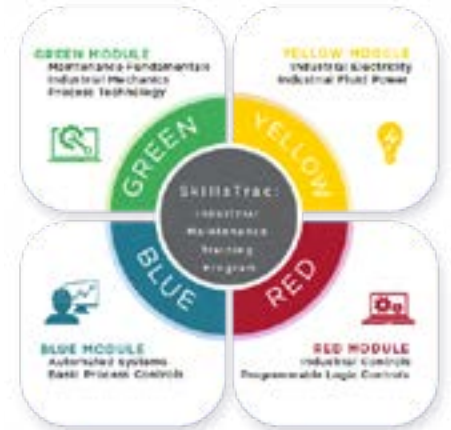 GREEN MODULE
Maintenance Fundamentals
Industrial Mechanics
Process Technology
YELLOW MODULE
Industrial Electricity
Industrial Fluid Power
GREEN
YELLOW
SkillsTrac:
Industrial
Maintenance
Training
Program
BLUE
RED
BLUE MODULE
Automated Systems
Basic Process Controls
RED MODULE
Industrial Controls
Programmable Logic Controls